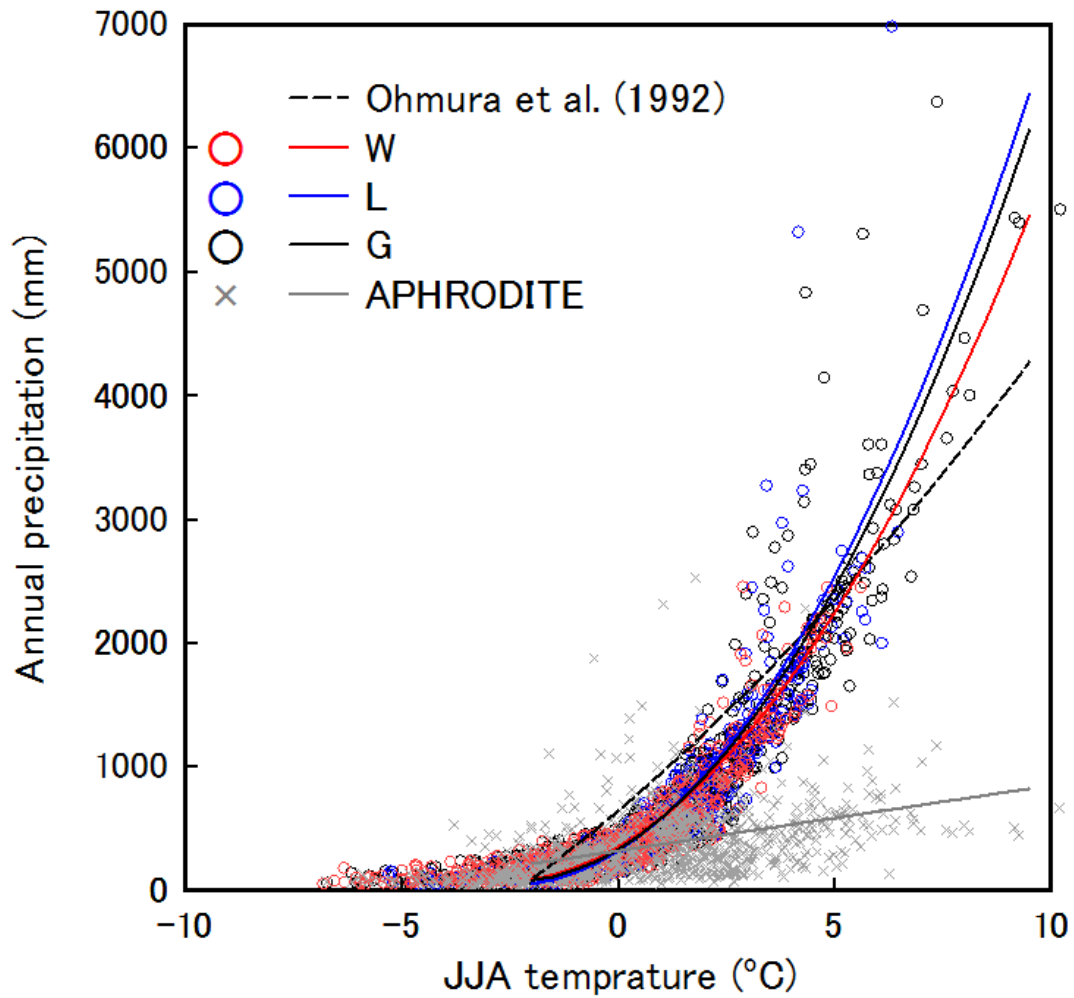 7000
6000
5000
4000
3000
2000
1000
0
Annual precipitation (mm)
Ohmura et al. (1992)
W
L
G
APHRODITE
−10
−5
0
5
10
JJA temprature (°C)